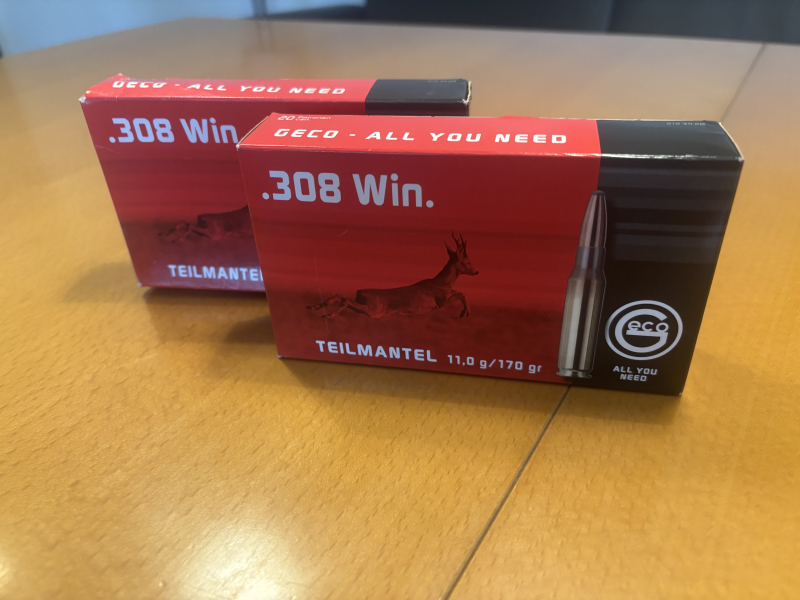 GECO - ALL YOU NEED
.308 Win
TEILMANTEL
20
GECO - ALL YOU NEED
.308 Win.
TEILMANTEL 11,0 g/170 gr
Geco
ALL YOU
NEED